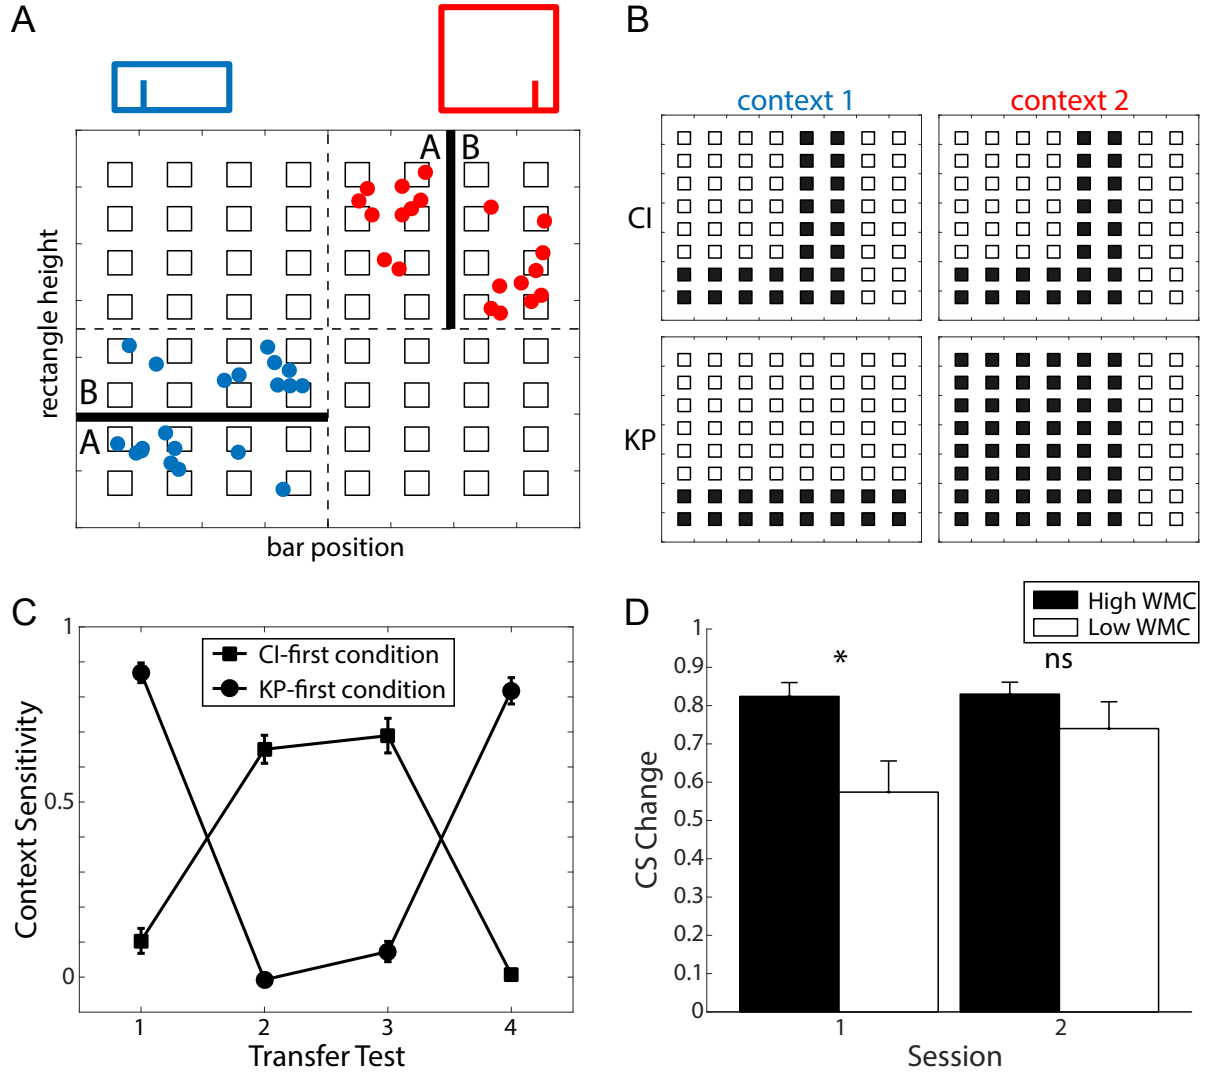 A
B
A
B
rectangle height
B
A
bar position
context 1
context 2
CI
KP
C
1
0.5
0
Context Sensitivity
CI-first condition
KP-first condition
1
2
3
4
Transfer Test
D
High WMC
Low WMC
1
0.9
0.8
0.7
0.6
0.5
0.4
0.3
0.2
0.1
0
CS Change
*
ns
1
2
Session